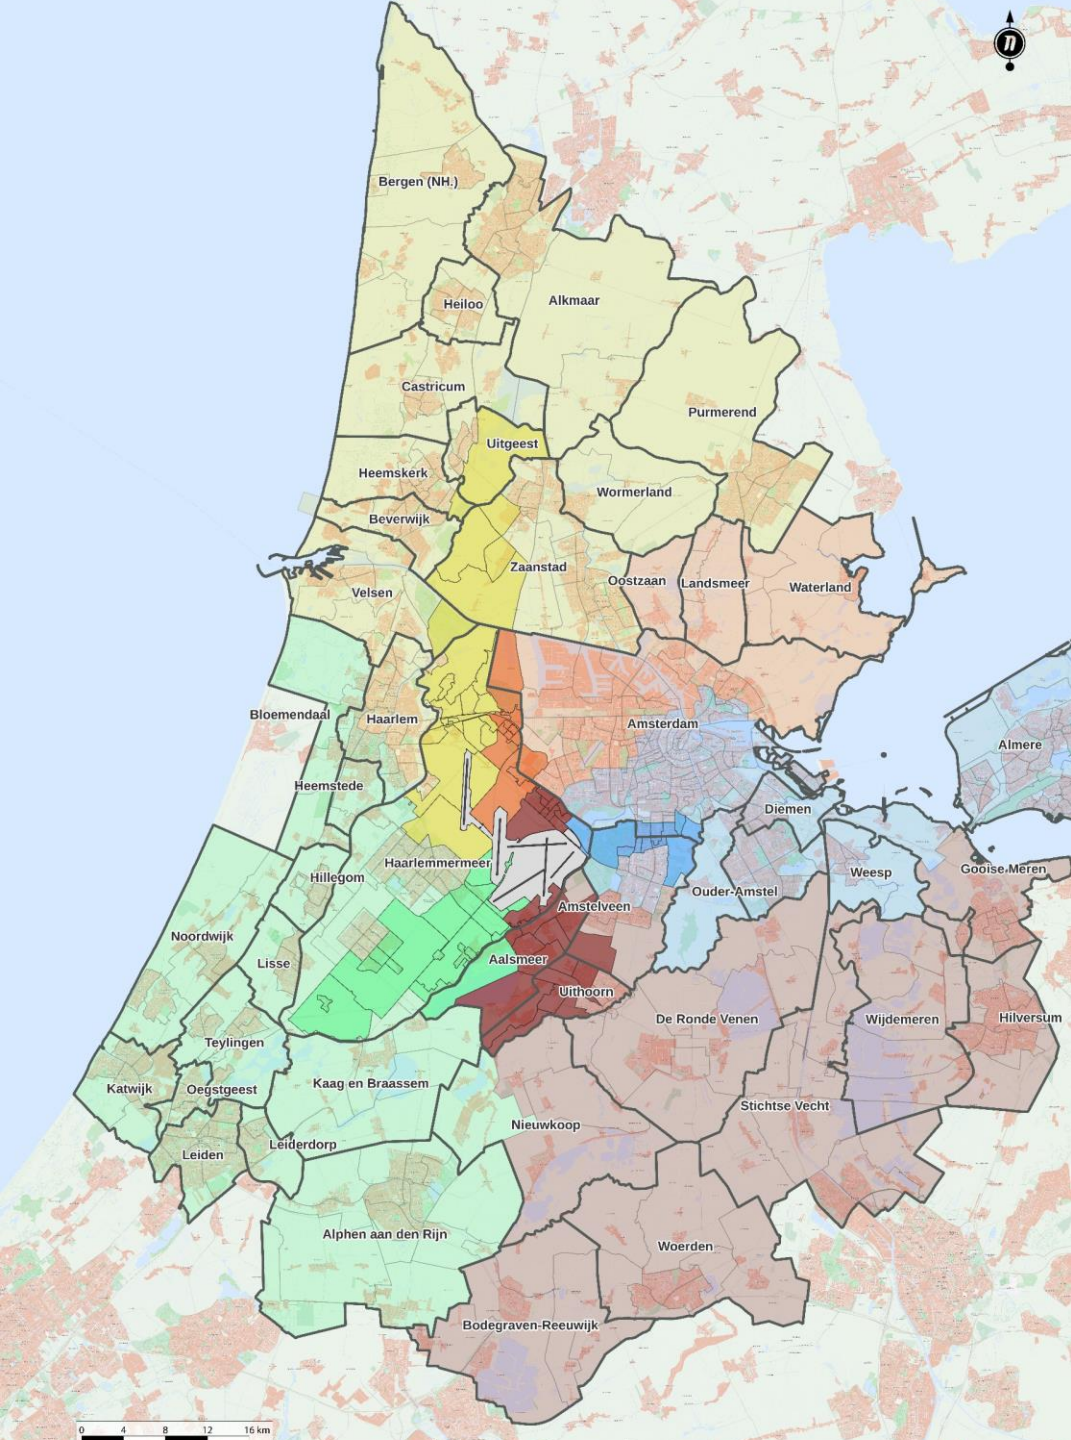 n
Bergen (NH.)
Heiloo
Alkmaar
Castricum
Purmerend
Uitgeest
Heemskerk
Wormerland
Beverwijk
Zaanstad
Oostzaan
Landsmeer
Waterland
Velsen
Bloemendaal
Haarlem
Amsterdam
Almere
Heemstede
Diemen
Haarlemmermeer
Hillegom
Ouder-Amstel
Weesp
Gooise Meren
Amstelveen
Noordwijk
Lisse
Aalsmeer
Uithoorn
De Ronde Venen
Wijdemeren
Hilversum
Teylingen
Katwijk
Oegstgeest
Kaag en Braassem
Stichtse Vecht
Nieuwkoop
Leiden
Leiderdorp
Alphen aan den Rijn
Woerden
Bodegraven-Reeuwijk
0 4 8 12 16 km